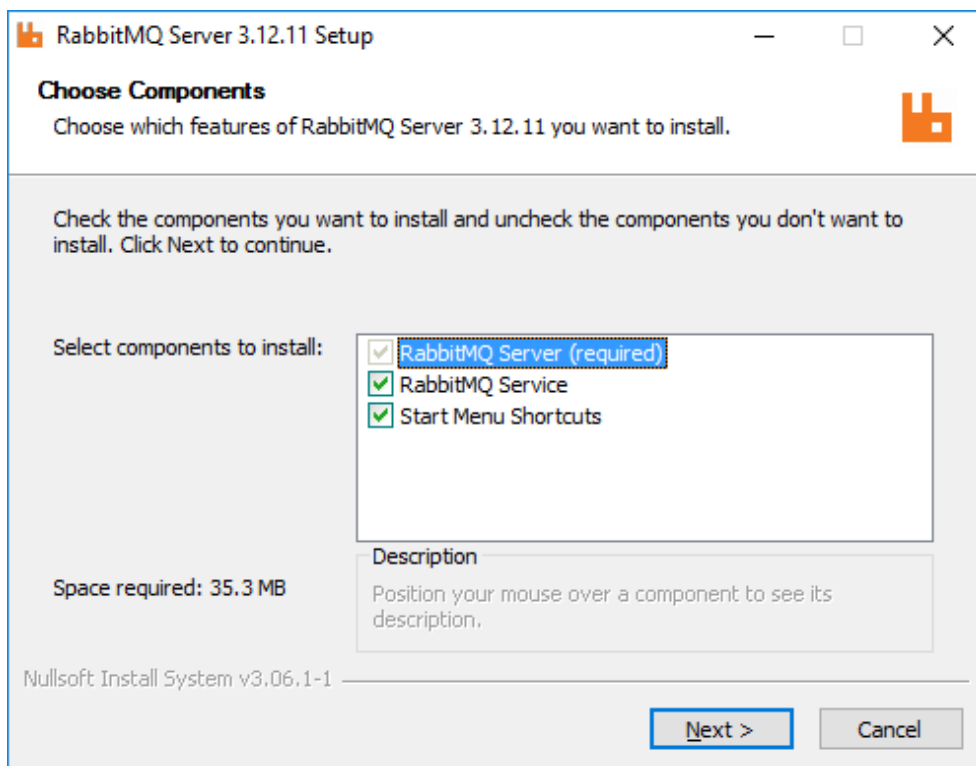 RabbitMQ Server 3.12.11 Setup
Choose Components
Choose which features of RabbitMQ Server 3.12.11 you want to install.
Check the components you want to install and uncheck the components you don't want to
install. Click Next to continue.
Select components to install:
RabbitMQ Server (required)
RabbitMQ Service
Start Menu Shortcuts
Space required: 35.3 MB
Description
Position your mouse over a component to see its
description.
Nullsoft Install System v3.06.1-1
Next >
Cancel